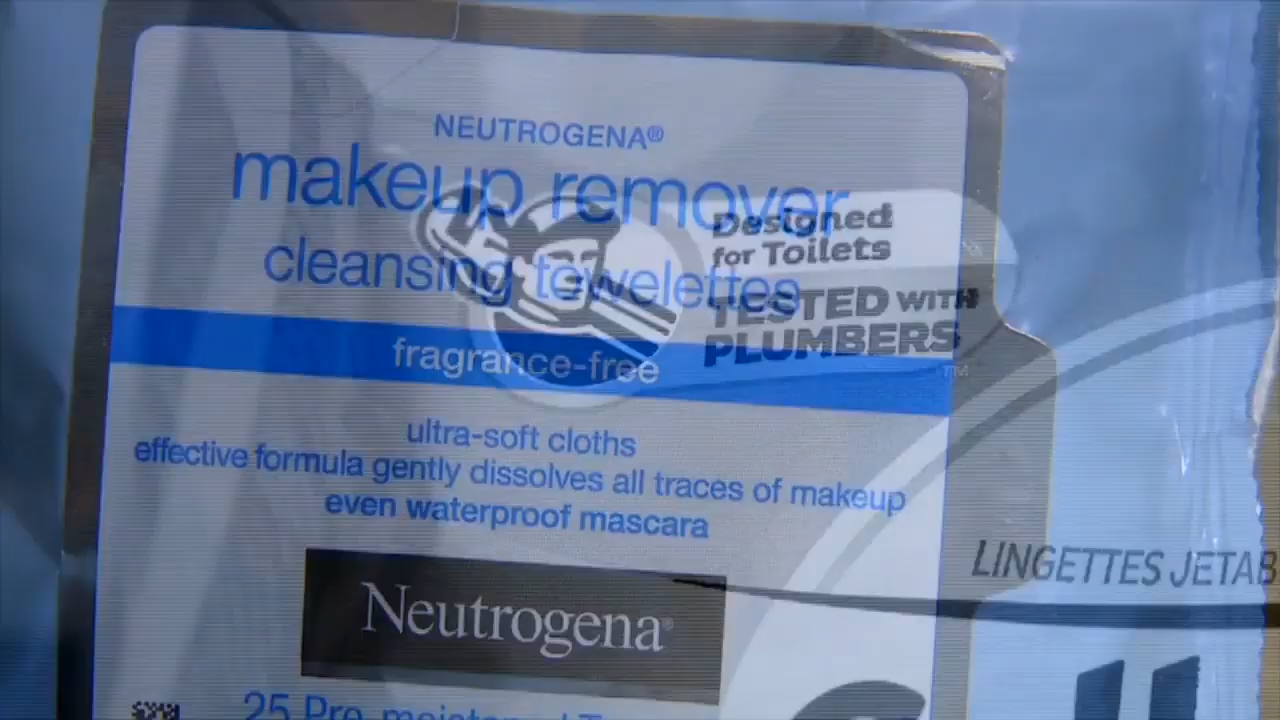 NEUTROGENA®
makeup remover
cleansing towelettes
fragrance-free
Designed
for Toilets
TESTED WITH
PLUMBERS™
ultra-soft cloths
effective formula gently dissolves all traces of makeup
even waterproof mascara
Neutrogena®
LINGETTES JETAB
25 Pre-moistened